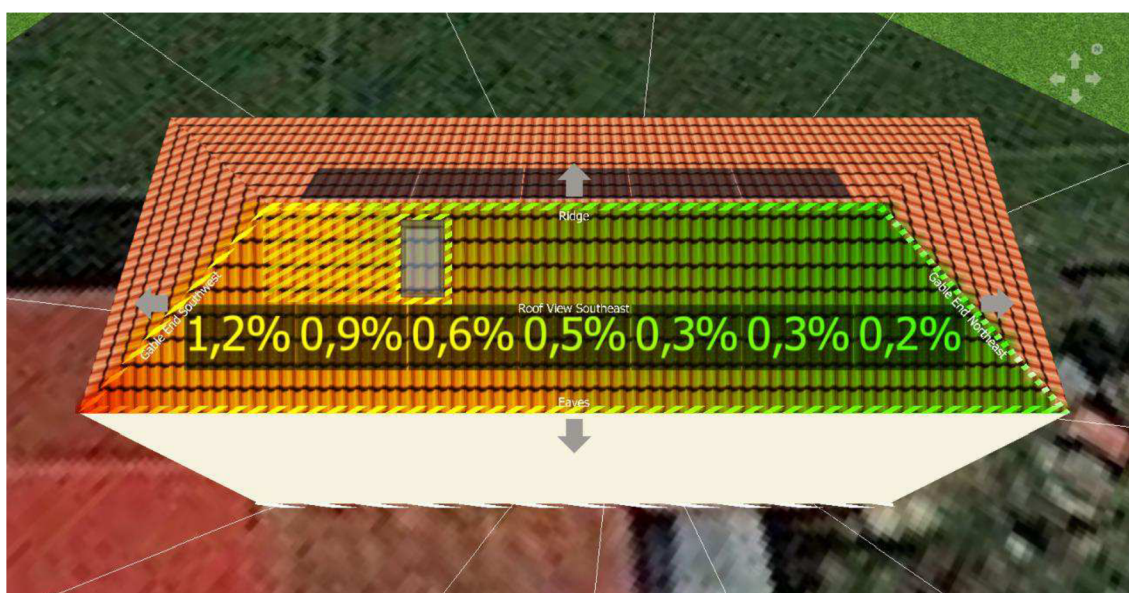 N
Ridge
Gable End Southwest
Gable End Northeast
Roof View Southeast
1,2% 0,9% 0,6% 0,5% 0,3% 0,3% 0,2%
Eaves